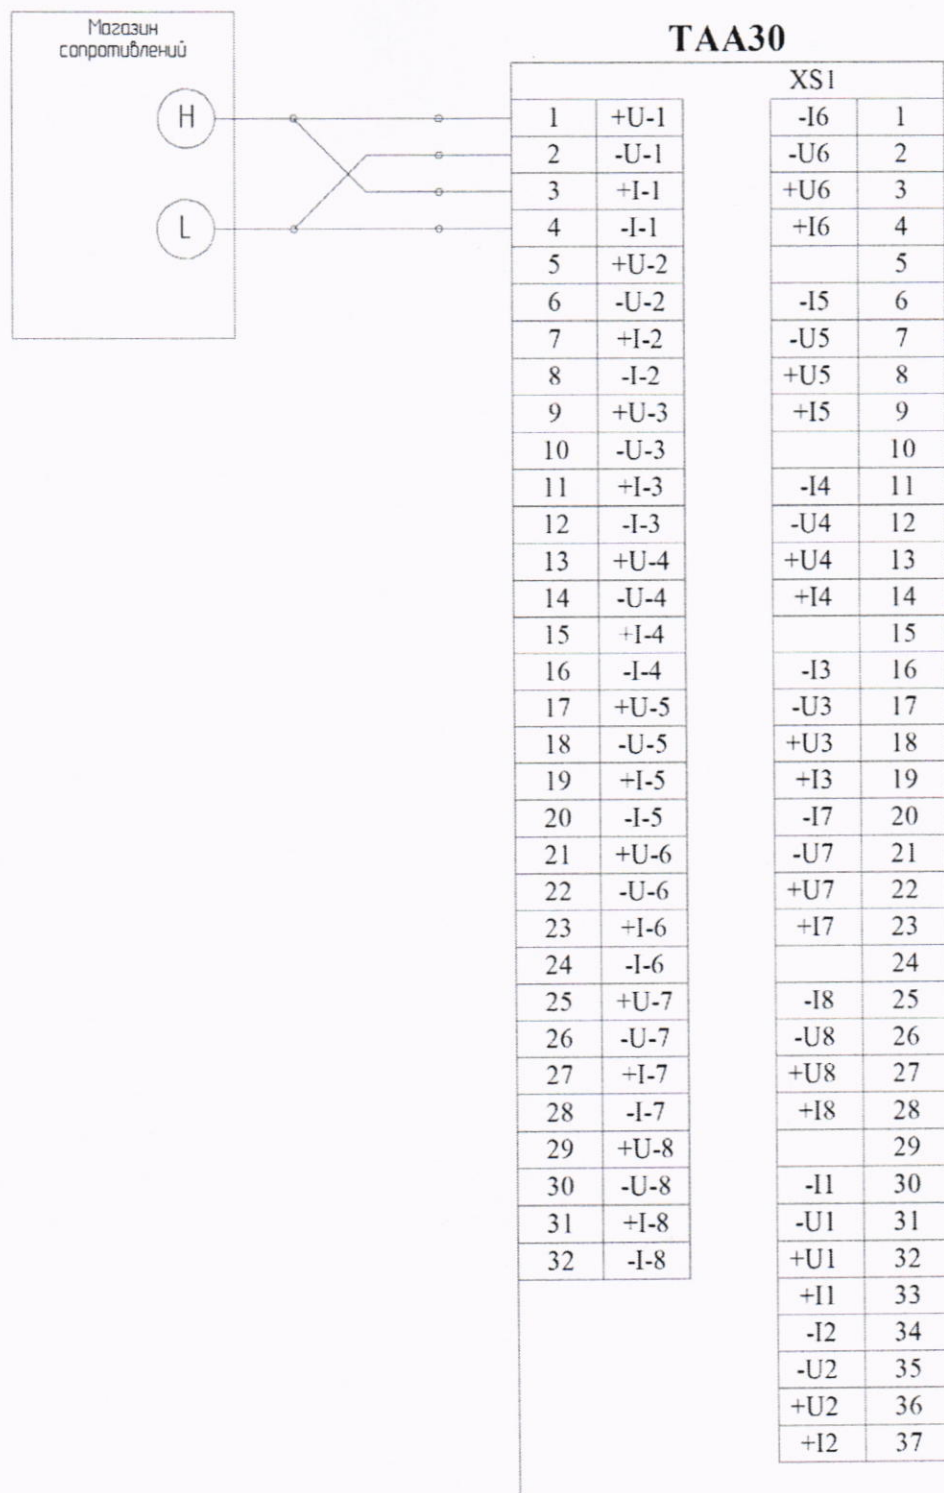 Магазин
сопротивлений
H
L
ТАА30
XS1
1 +U-1 -I6 1
2 -U-1 -U6 2
3 +I-1 +U6 3
4 -I-1 +I6 4
5 +U-2 5
6 -U-2 -I5 6
7 +I-2 -U5 7
8 -I-2 +U5 8
9 +U-3 +I5 9
10 -U-3 10
11 +I-3 -I4 11
12 -I-3 -U4 12
13 +U-4 +U4 13
14 -U-4 +I4 14
15 +I-4 15
16 -I-4 -I3 16
17 +U-5 -U3 17
18 -U-5 +U3 18
19 +I-5 +I3 19
20 -I-5 -I7 20
21 +U-6 -U7 21
22 -U-6 +U7 22
23 +I-6 +I7 23
24 -I-6 24
25 +U-7 -I8 25
26 -U-7 -U8 26
27 +I-7 +U8 27
28 -I-7 +I8 28
29 +U-8 29
30 -U-8 -I1 30
31 +I-8 -U1 31
32 -I-8 +U1 32
+I1 33
-I2 34
-U2 35
+U2 36
+I2 37